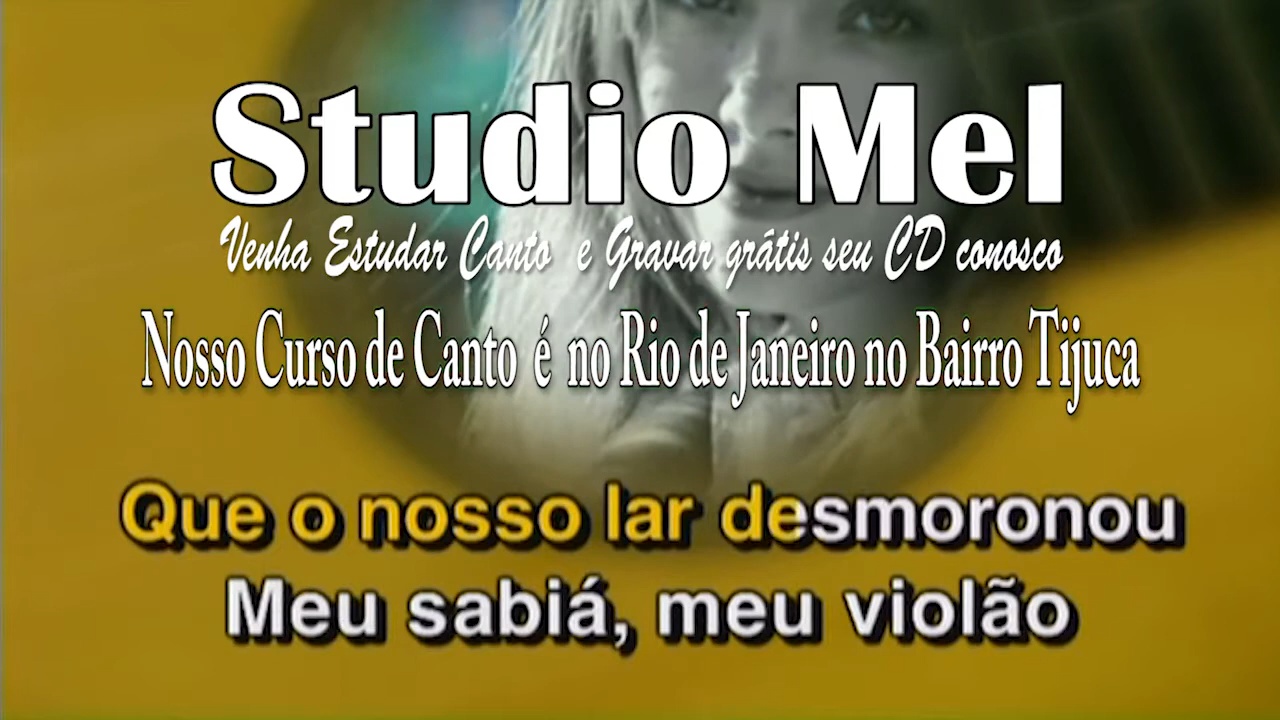 Studio Mel
Venha Estudar Canto e Gravar grátis seu CD conosco
Nosso Curso de Canto é no Rio de Janeiro no Bairro Tijuca
Que o nosso lar desmoronou
Meu sabiá, meu violão